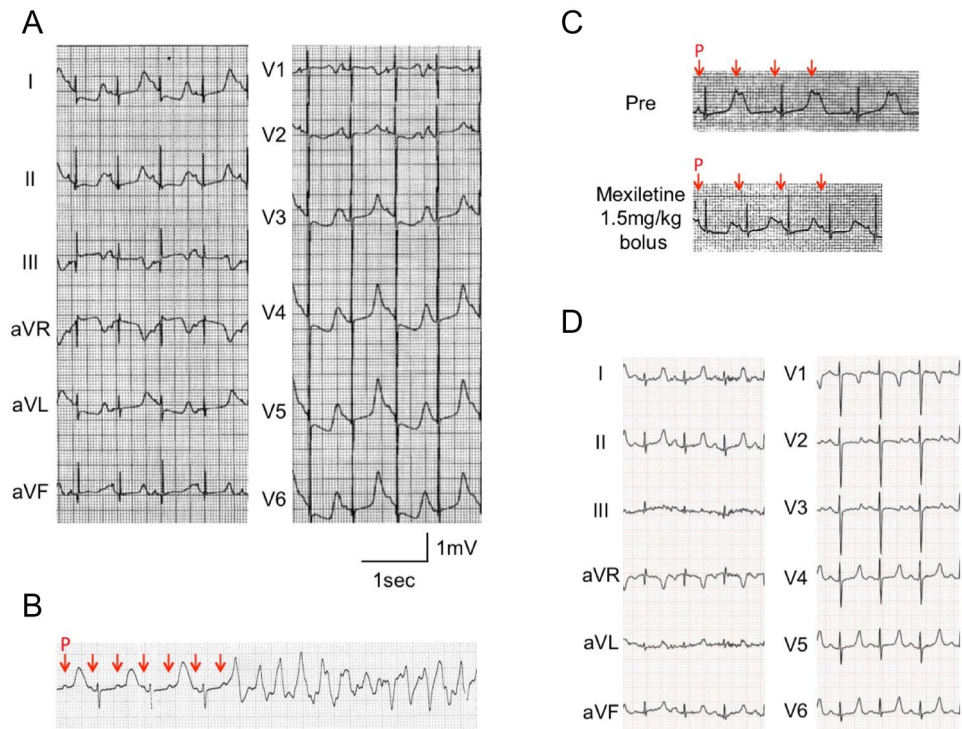 A
I
II
III
aVR
aVL
aVF
V1
V2
V3
V4
V5
V6
1mV
1sec
B
P
C
P
Pre
P
Mexiletine
1.5mg/kg
bolus
D
I
II
III
aVR
aVL
aVF
V1
V2
V3
V4
V5
V6